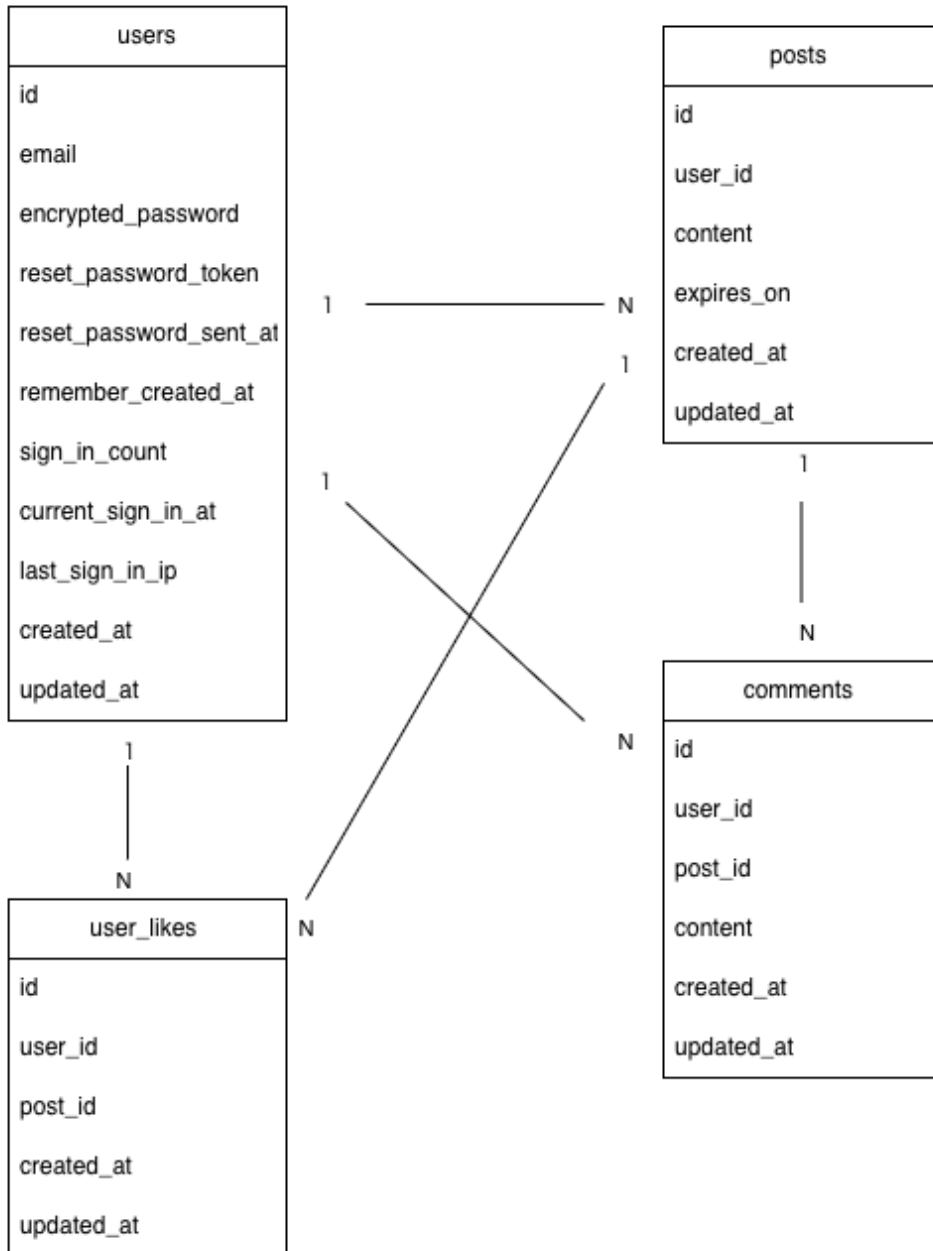 users
id
email
encrypted_password
reset_password_token
reset_password_sent_at
remember_created_at
sign_in_count
current_sign_in_at
last_sign_in_ip
created_at
updated_at
posts
id
user_id
content
expires_on
created_at
updated_at
1
N
1
1
1
N
N
comments
id
user_id
post_id
content
created_at
updated_at
1
N
N
user_likes
id
user_id
post_id
created_at
updated_at